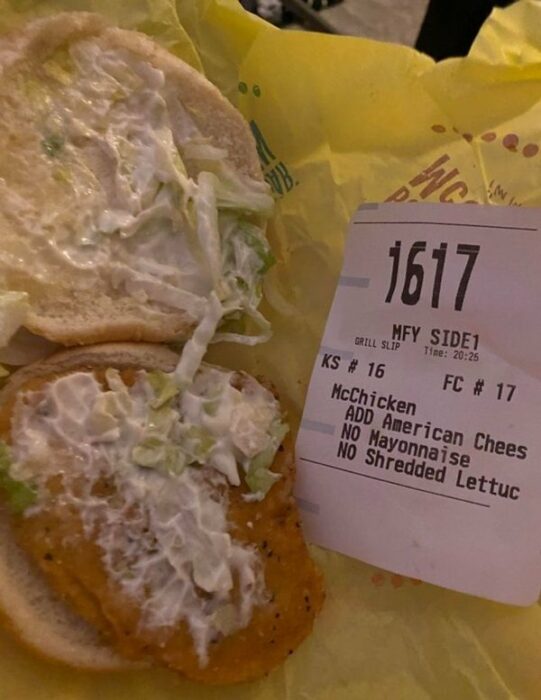 1617
MFY SIDE1
GRILL SLIP Time: 20:26
KS # 16 FC # 17
McChicken
ADD American Chees
NO Mayonnaise
NO Shredded Lettuc